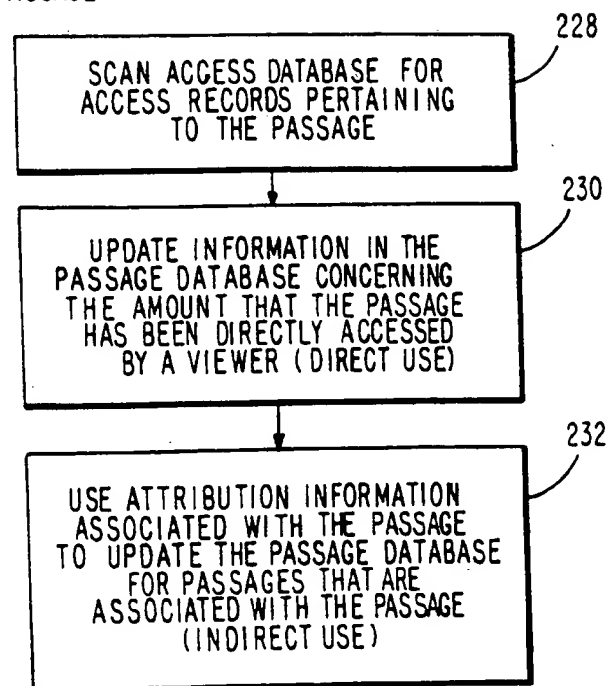 228
SCAN ACCESS DATABASE FOR
ACCESS RECORDS PERTAINING
TO THE PASSAGE
230
UPDATE INFORMATION IN THE
PASSAGE DATABASE CONCERNING
THE AMOUNT THAT THE PASSAGE
HAS BEEN DIRECTLY ACCESSED
BY A VIEWER (DIRECT USE)
232
USE ATTRIBUTION INFORMATION
ASSOCIATED WITH THE PASSAGE
TO UPDATE THE PASSAGE DATABASE
FOR PASSAGES THAT ARE
ASSOCIATED WITH THE PASSAGE
(INDIRECT USE)